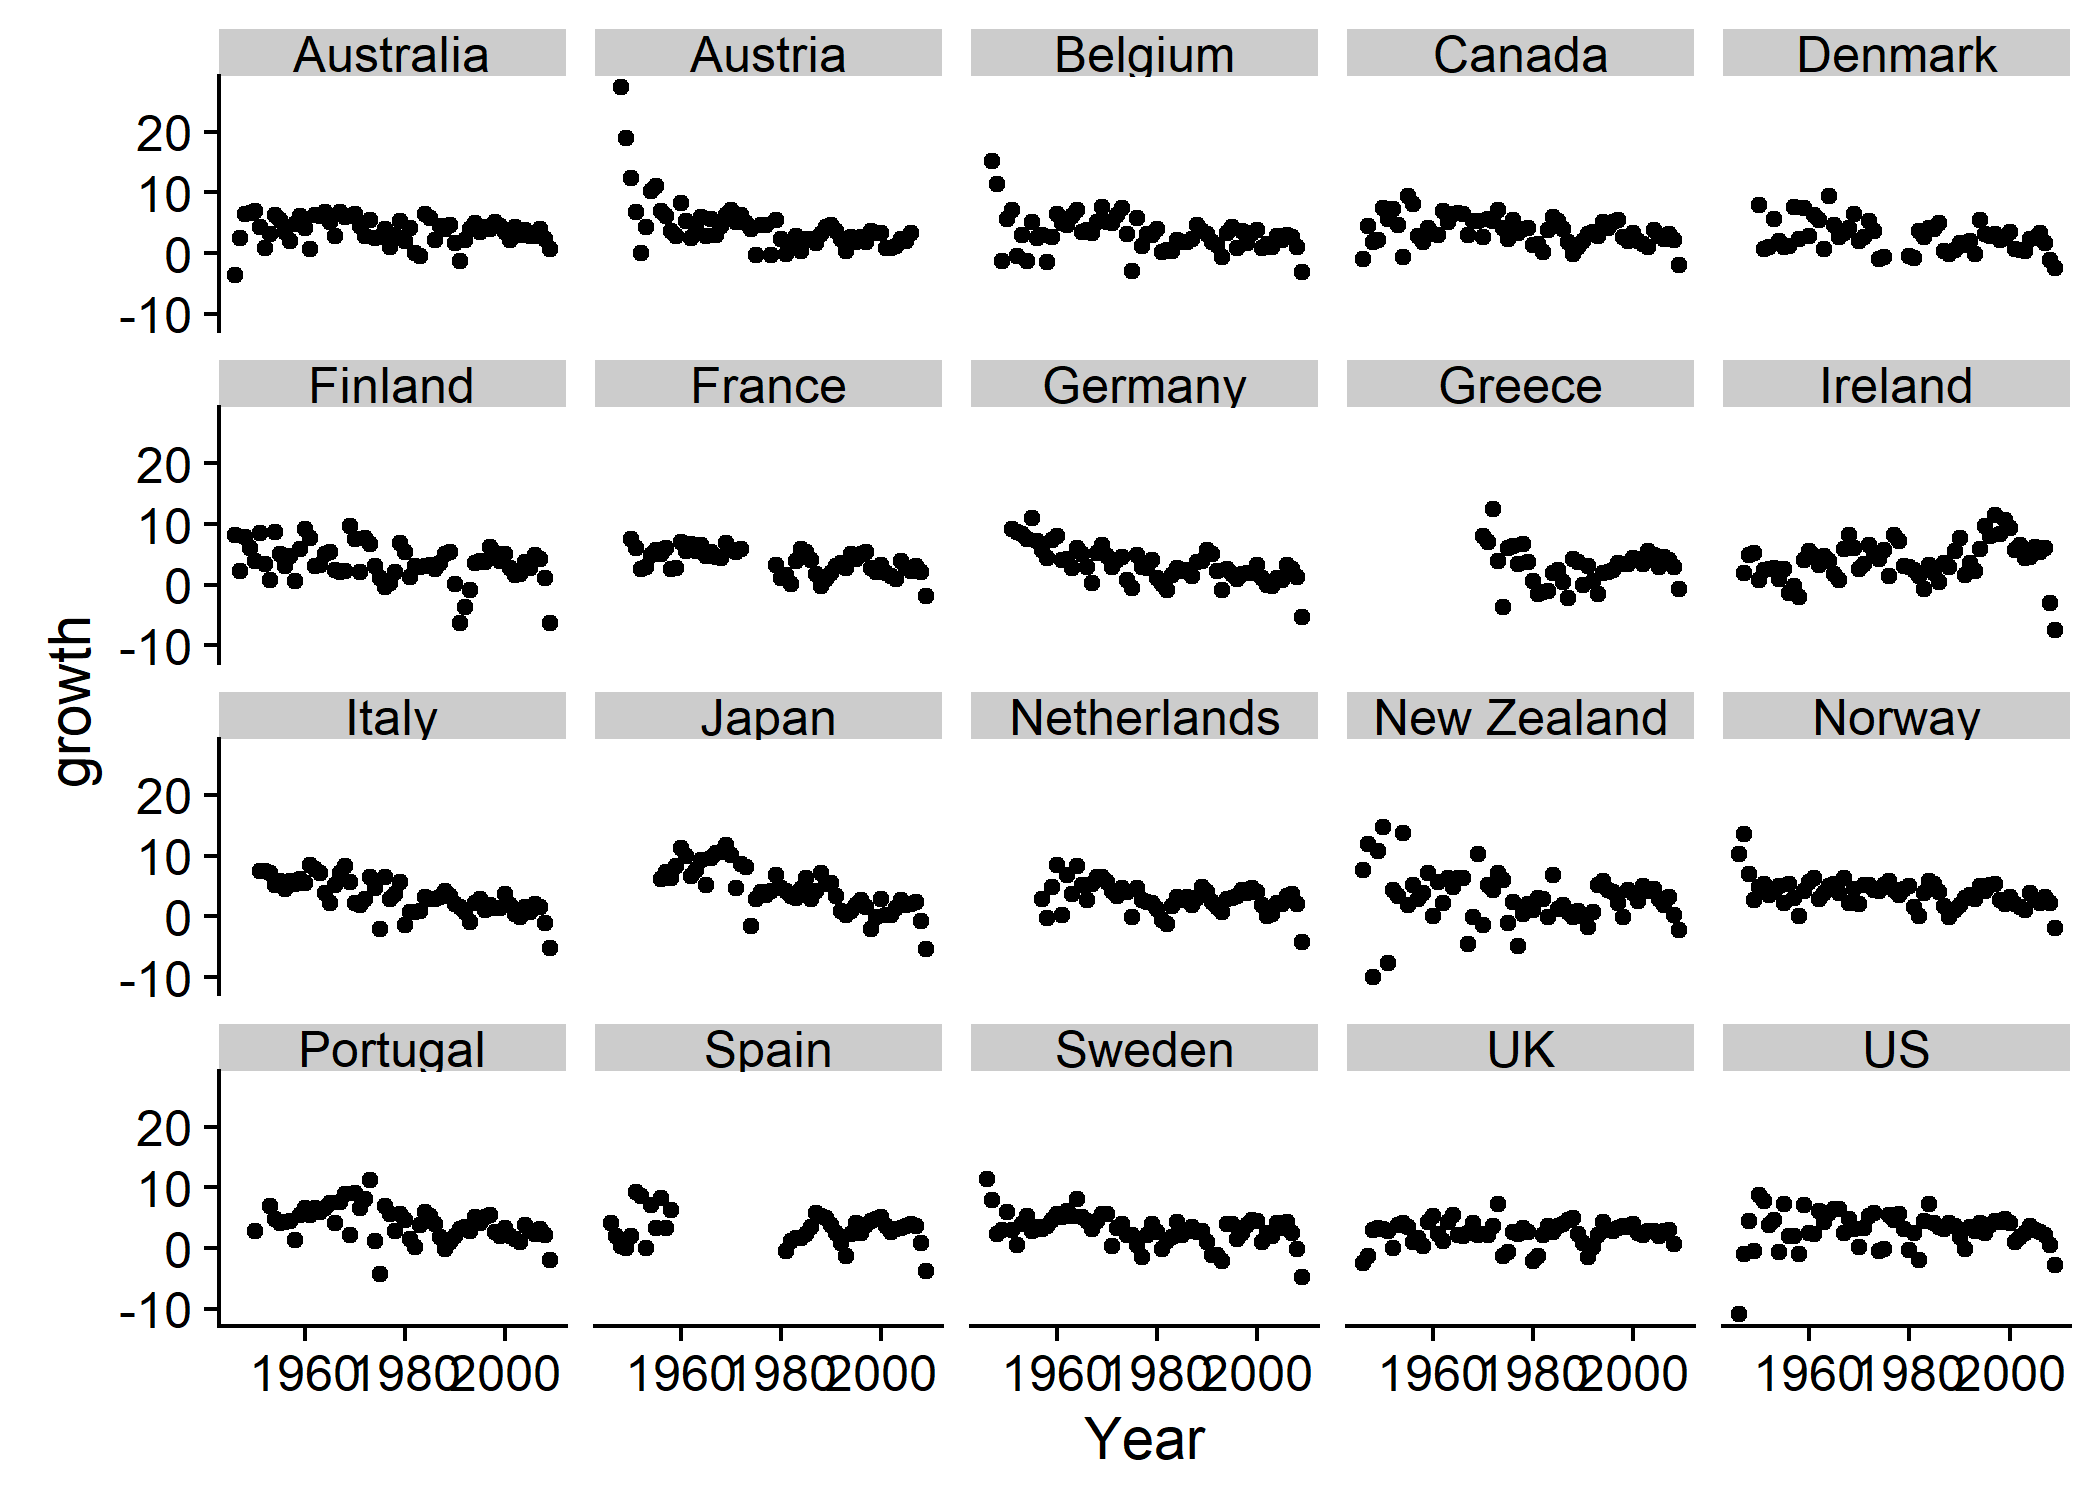 Australia Austria Belgium Canada Denmark
20
10
0
-10
Finland France Germany Greece Ireland
20
10
0
-10
growth
Italy Japan Netherlands New Zealand Norway
20
10
0
-10
Portugal Spain Sweden UK US
20
10
0
-10
1960 1980 2000 1960 1980 2000 1960 1980 2000 1960 1980 2000 1960 1980 2000
Year